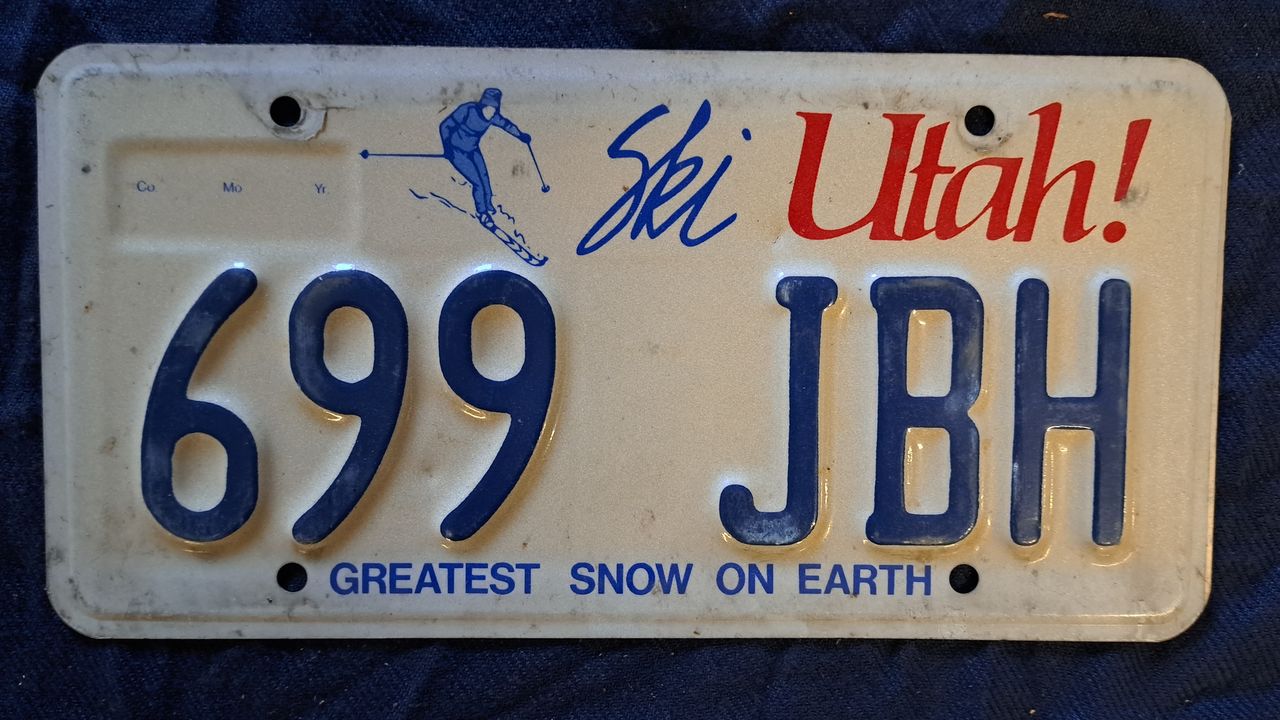 Ski Utah!
Co. Mo. Yr.
699 JBH
GREATEST SNOW ON EARTH